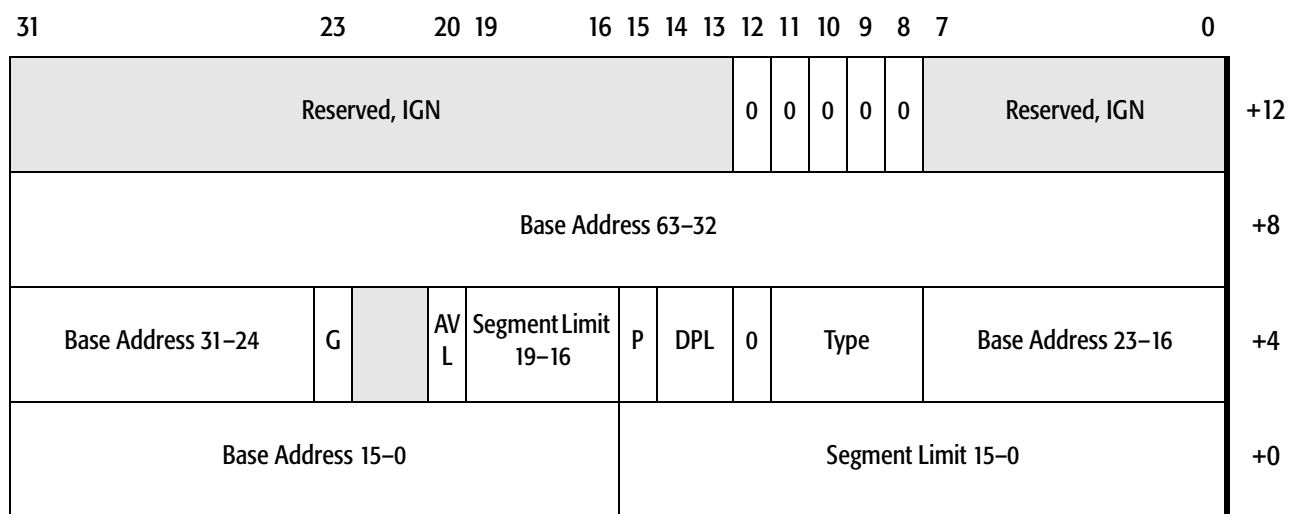 31 23 20 19 16 15 14 13 12 11 10 9 8 7 0
Reserved, IGN 0 0 0 0 0 Reserved, IGN +12
Base Address 63–32 +8
Base Address 31–24 G AV Segment Limit P DPL 0 Type Base Address 23–16 +4
L 19–16
Base Address 15–0 Segment Limit 15–0 +0